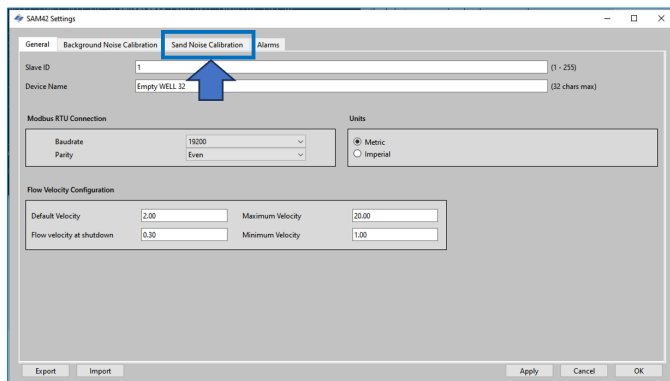 SAM42 Settings
General Background Noise Calibration Sand Noise Calibration Alarms
Slave ID 1 (1 - 255)
Device Name Empty WELL 32 (32 chars max)
Modbus RTU Connection Units
Baudrate 19200 Metric
Parity Even Imperial
Flow Velocity Configuration
Default Velocity 2.00 Maximum Velocity 20.00
Flow velocity at shutdown 0.30 Minimum Velocity 1.00
Export Import Apply Cancel OK